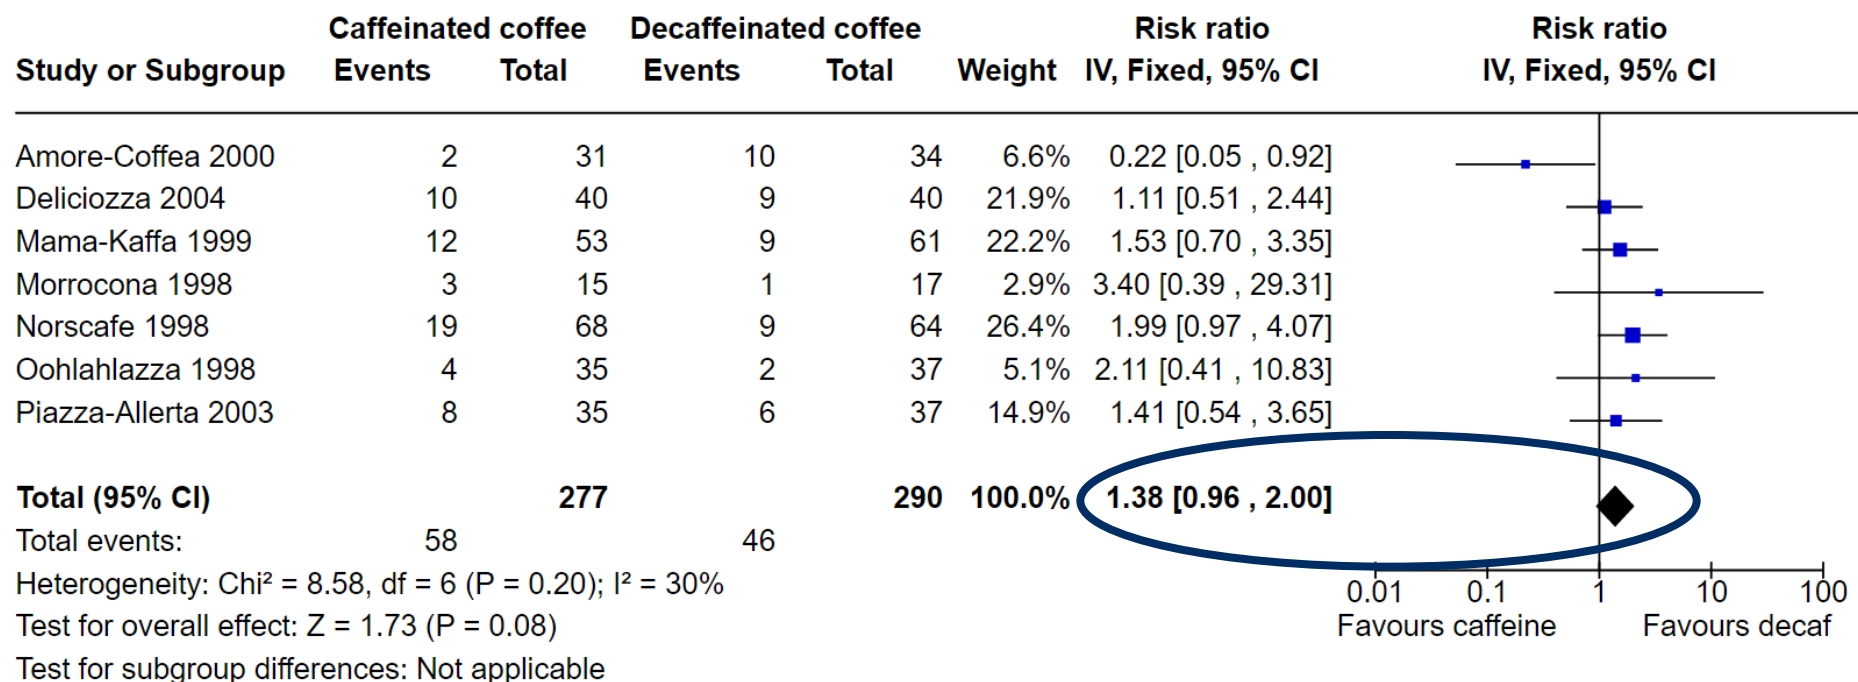 Caffeinated coffee Decaffeinated coffee Risk ratio Risk ratio
Study or Subgroup Events Total Events Total Weight IV, Fixed, 95% CI IV, Fixed, 95% CI
Amore-Coffea 2000 2 31 10 34 6.6% 0.22 [0.05 , 0.92]
Deliciozza 2004 10 40 9 40 21.9% 1.11 [0.51 , 2.44]
Mama-Kaffa 1999 12 53 9 61 22.2% 1.53 [0.70 , 3.35]
Morrocona 1998 3 15 1 17 2.9% 3.40 [0.39 , 29.31]
Norscafe 1998 19 68 9 64 26.4% 1.99 [0.97 , 4.07]
Oohlahlazza 1998 4 35 2 37 5.1% 2.11 [0.41 , 10.83]
Piazza-Allerta 2003 8 35 6 37 14.9% 1.41 [0.54 , 3.65]
Total (95% CI) 277 290 100.0% 1.38 [0.96 , 2.00]
Total events: 58 46
Heterogeneity: Chi² = 8.58, df = 6 (P = 0.20); I² = 30%
0.01 0.1 1 10 100
Test for overall effect: Z = 1.73 (P = 0.08)
Favours caffeine Favours decaf
Test for subgroup differences: Not applicable